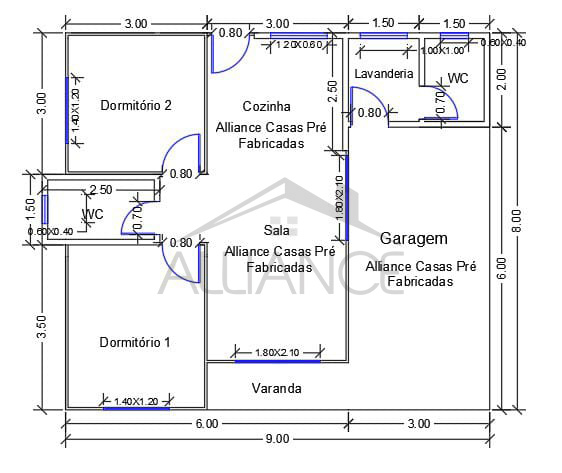 3.00
3.00
1.50
1.50
0.80
1.20X0.60
1.00X1.00
0.60X0.40
3.00
1.40X1.20
Dormitório 2
Cozinha
Alliance Casas Pré
Fabricadas
2.50
Lavanderia
WC
0.70
0.80
2.00
0.80
2.50
1.50
WC
0.70
0.60X0.40
0.80
Sala
Alliance Casas Pré
Fabricadas
1.80X2.10
Garagem
Alliance Casas Pré
Fabricadas
6.00
8.00
ALLIANCE
3.50
Dormitório 1
1.80X2.10
1.40X1.20
Varanda
6.00
3.00
9.00